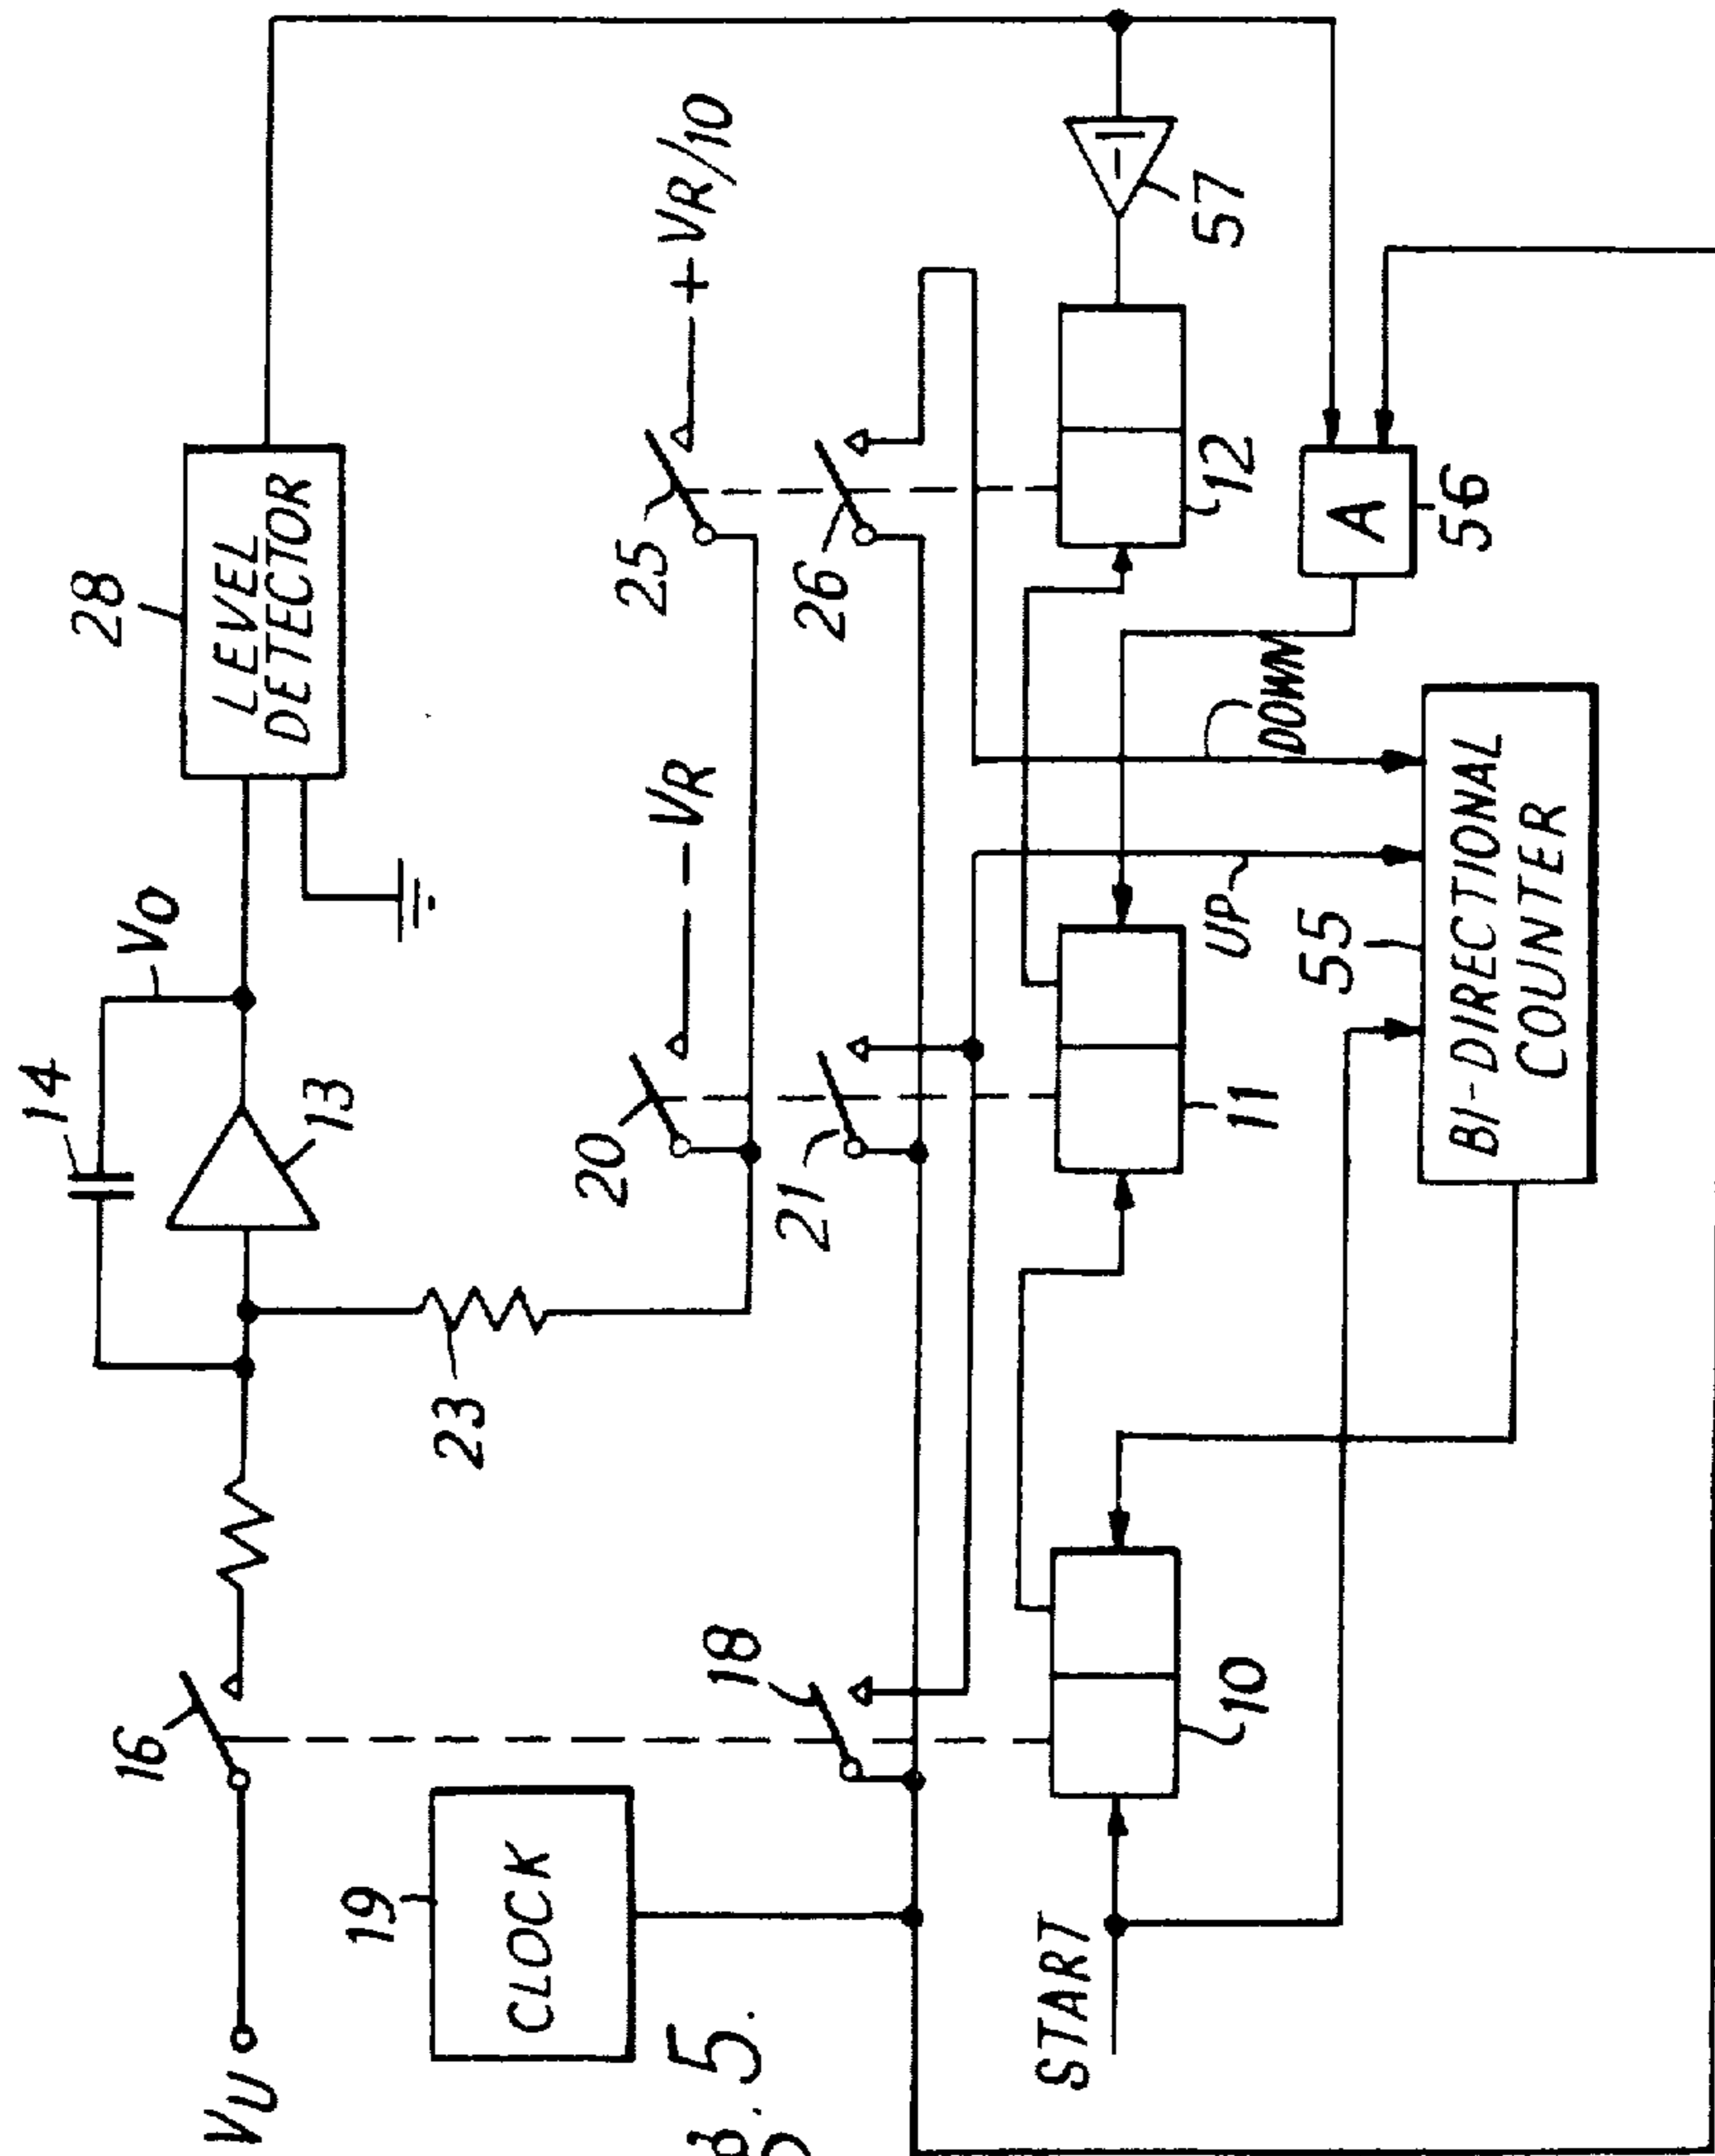 14
28
16
V0
VU
LEVEL
DETECTOR
13
19
23
CLOCK
20
25
- VR
+ VR/10
5.
18
21
26
START
10
11
12
57
UP
DOWN
55
A
56
BI-DIRECTIONAL
COUNTER